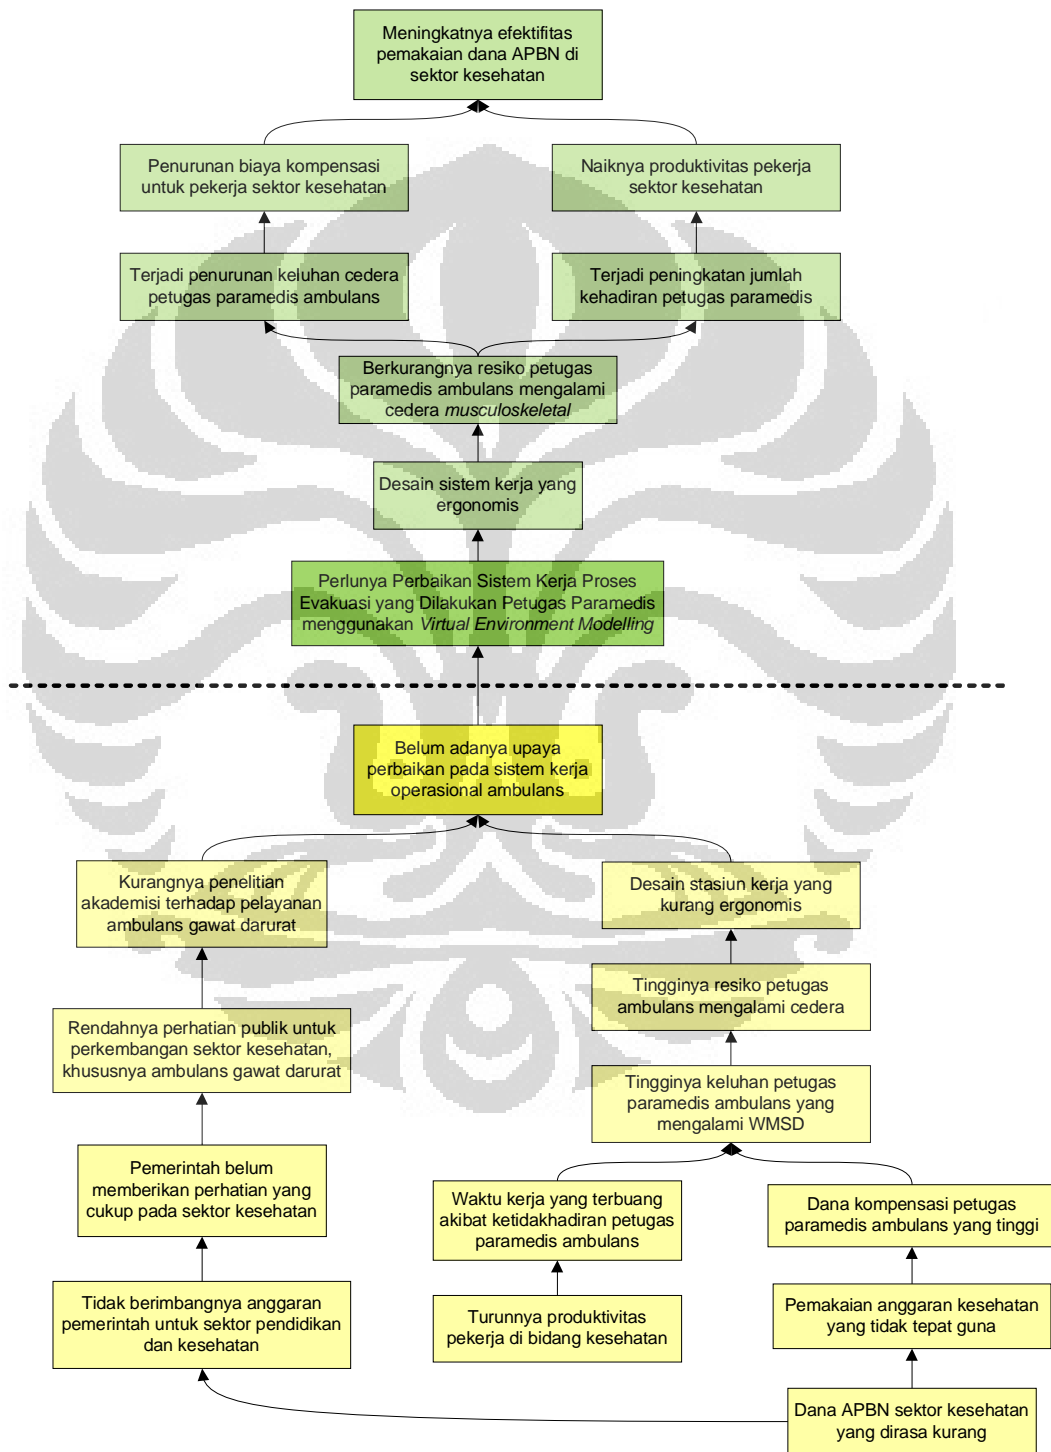 Meningkatnya efektifitas
pemakaian dana APBN di
sektor kesehatan
Penurunan biaya kompensasi
untuk pekerja sektor kesehatan
Naiknya produktivitas pekerja
sektor kesehatan
Terjadi penurunan keluhan cedera
petugas paramedis ambulans
Terjadi peningkatan jumlah
kehadiran petugas paramedis
Berkurangnya resiko petugas
paramedis ambulans mengalami
cedera musculoskeletal
Desain sistem kerja yang
ergonomis
Perlunya Perbaikan Sistem Kerja Proses
Evakuasi yang Dilakukan Petugas Paramedis
menggunakan Virtual Environment Modelling
Belum adanya upaya
perbaikan pada sistem kerja
operasional ambulans
Kurangnya penelitian
akademisi terhadap pelayanan
ambulans gawat darurat
Desain stasiun kerja yang
kurang ergonomis
Tingginya resiko petugas
ambulans mengalami cedera
Rendahnya perhatian publik untuk
perkembangan sektor kesehatan,
khususnya ambulans gawat darurat
Tingginya keluhan petugas
paramedis ambulans yang
mengalami WMSD
Pemerintah belum
memberikan perhatian yang
cukup pada sektor kesehatan
Waktu kerja yang terbuang
akibat ketidakhadiran petugas
paramedis ambulans
Dana kompensasi petugas
paramedis ambulans yang tinggi
Tidak berimbangnya anggaran
pemerintah untuk sektor pendidikan
dan kesehatan
Turunnya produktivitas
pekerja di bidang kesehatan
Pemakaian anggaran kesehatan
yang tidak tepat guna
Dana APBN sektor kesehatan
yang dirasa kurang